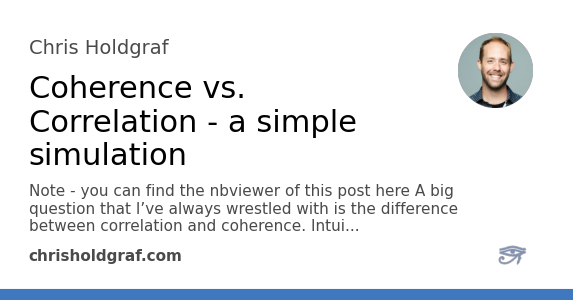 Chris Holdgraf
Coherence vs.
Correlation - a simple
simulation
Note - you can find the nbviewer of this post here A big
question that I’ve always wrestled with is the difference
between correlation and coherence. Intui...
chrisholdgraf.com